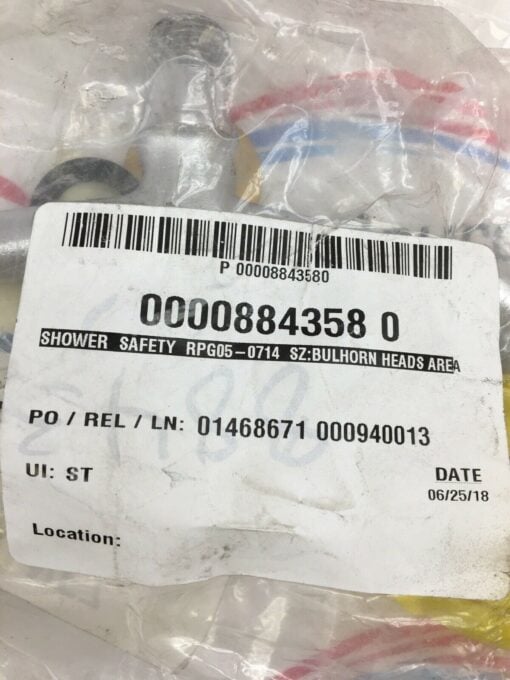 P 00008843580
0000884358 0
SHOWER SAFETY RPG05-0714 SZ:BULHORN HEADS AREA
PO / REL / LN: 01468671 000940013
UI: ST
DATE
06/25/18
Location: